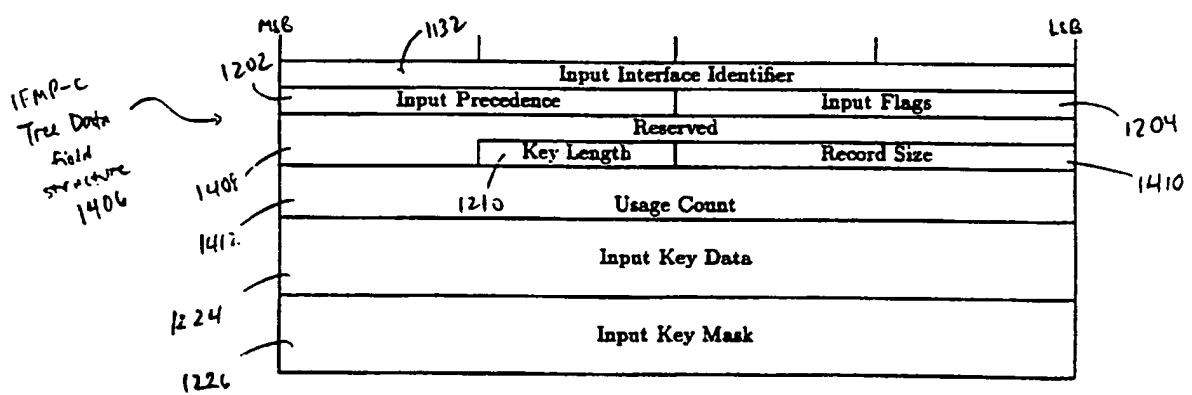 MSB
LSB
1132
Input Interface Identifier
1202
Input Precedence
Input Flags
1204
IFMP-C
Tree Data
field
structure
1406
Reserved
1408
Key Length
Record Size
1410
1210
Usage Count
1412
Input Key Data
1224
Input Key Mask
1226